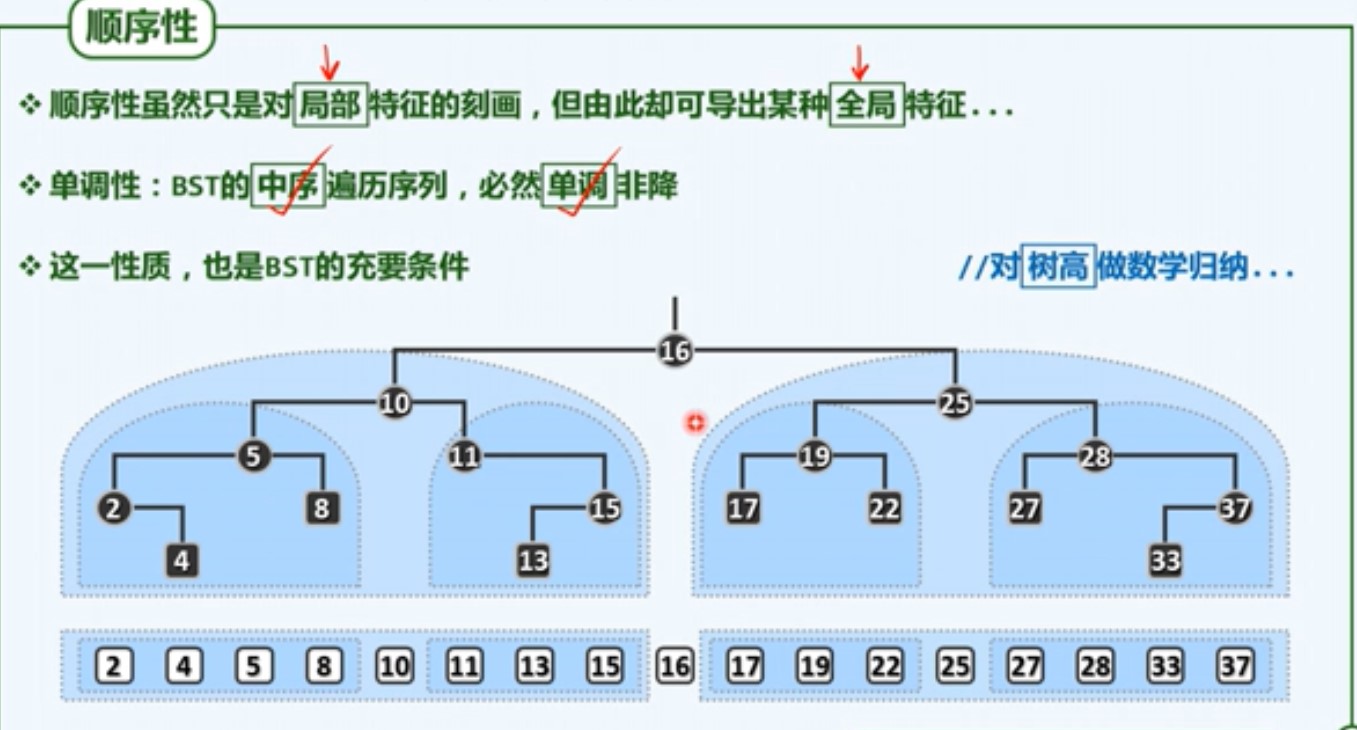 顺序性
❖ 顺序性虽然只是对局部特征的刻画，但由此却可导出某种全局特征...
❖ 单调性：BST的中序遍历序列，必然单调非降
❖ 这一性质，也是BST的充要条件 //对树高做数学归纳...
16
10 25
5 11 19 28
2 8 15 17 22 27 37
4 13 33
2 4 5 8 10 11 13 15 16 17 19 22 25 27 28 33 37